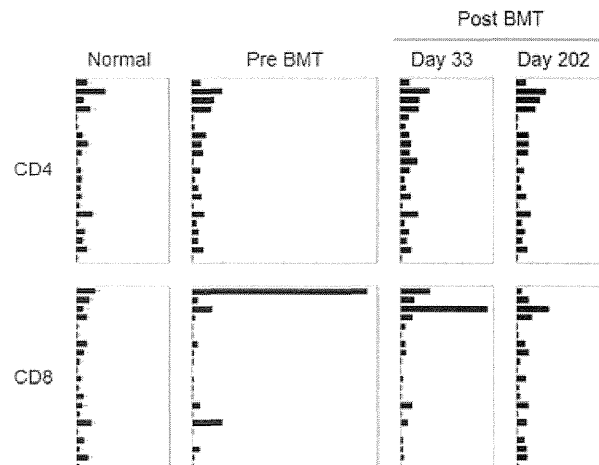 Post BMT
Normal
Pre BMT
Day 33
Day 202
CD4
CD8